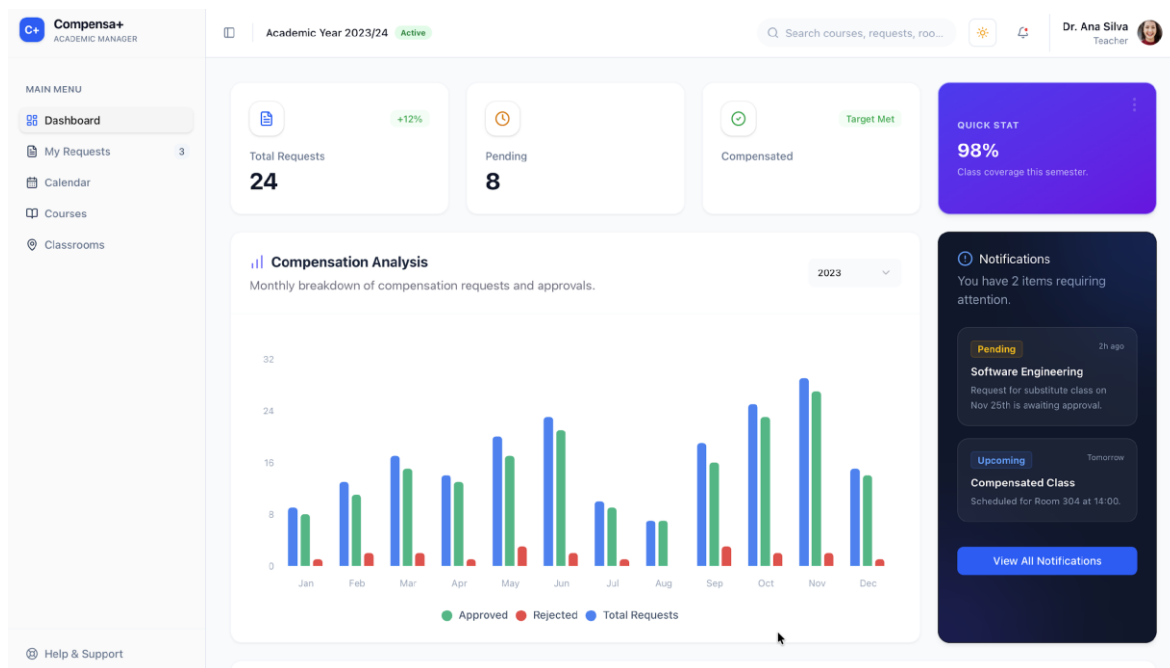 C+
Compensa+
ACADEMIC MANAGER
Academic Year 2023/24 Active
Search courses, requests, roo...
Dr. Ana Silva
Teacher
MAIN MENU
Dashboard
My Requests 3
Calendar
Courses
Classrooms
Help & Support
+12%
Total Requests
24
Pending
8
Target Met
Compensated
QUICK STAT
98%
Class coverage this semester.
Compensation Analysis
Monthly breakdown of compensation requests and approvals.
2023
32
24
16
8
0
Jan Feb Mar Apr May Jun Jul Aug Sep Oct Nov Dec
Approved Rejected Total Requests
Notifications
You have 2 items requiring
attention.
Pending 2h ago
Software Engineering
Request for substitute class on
Nov 25th is awaiting approval.
Upcoming Tomorrow
Compensated Class
Scheduled for Room 304 at 14:00.
View All Notifications